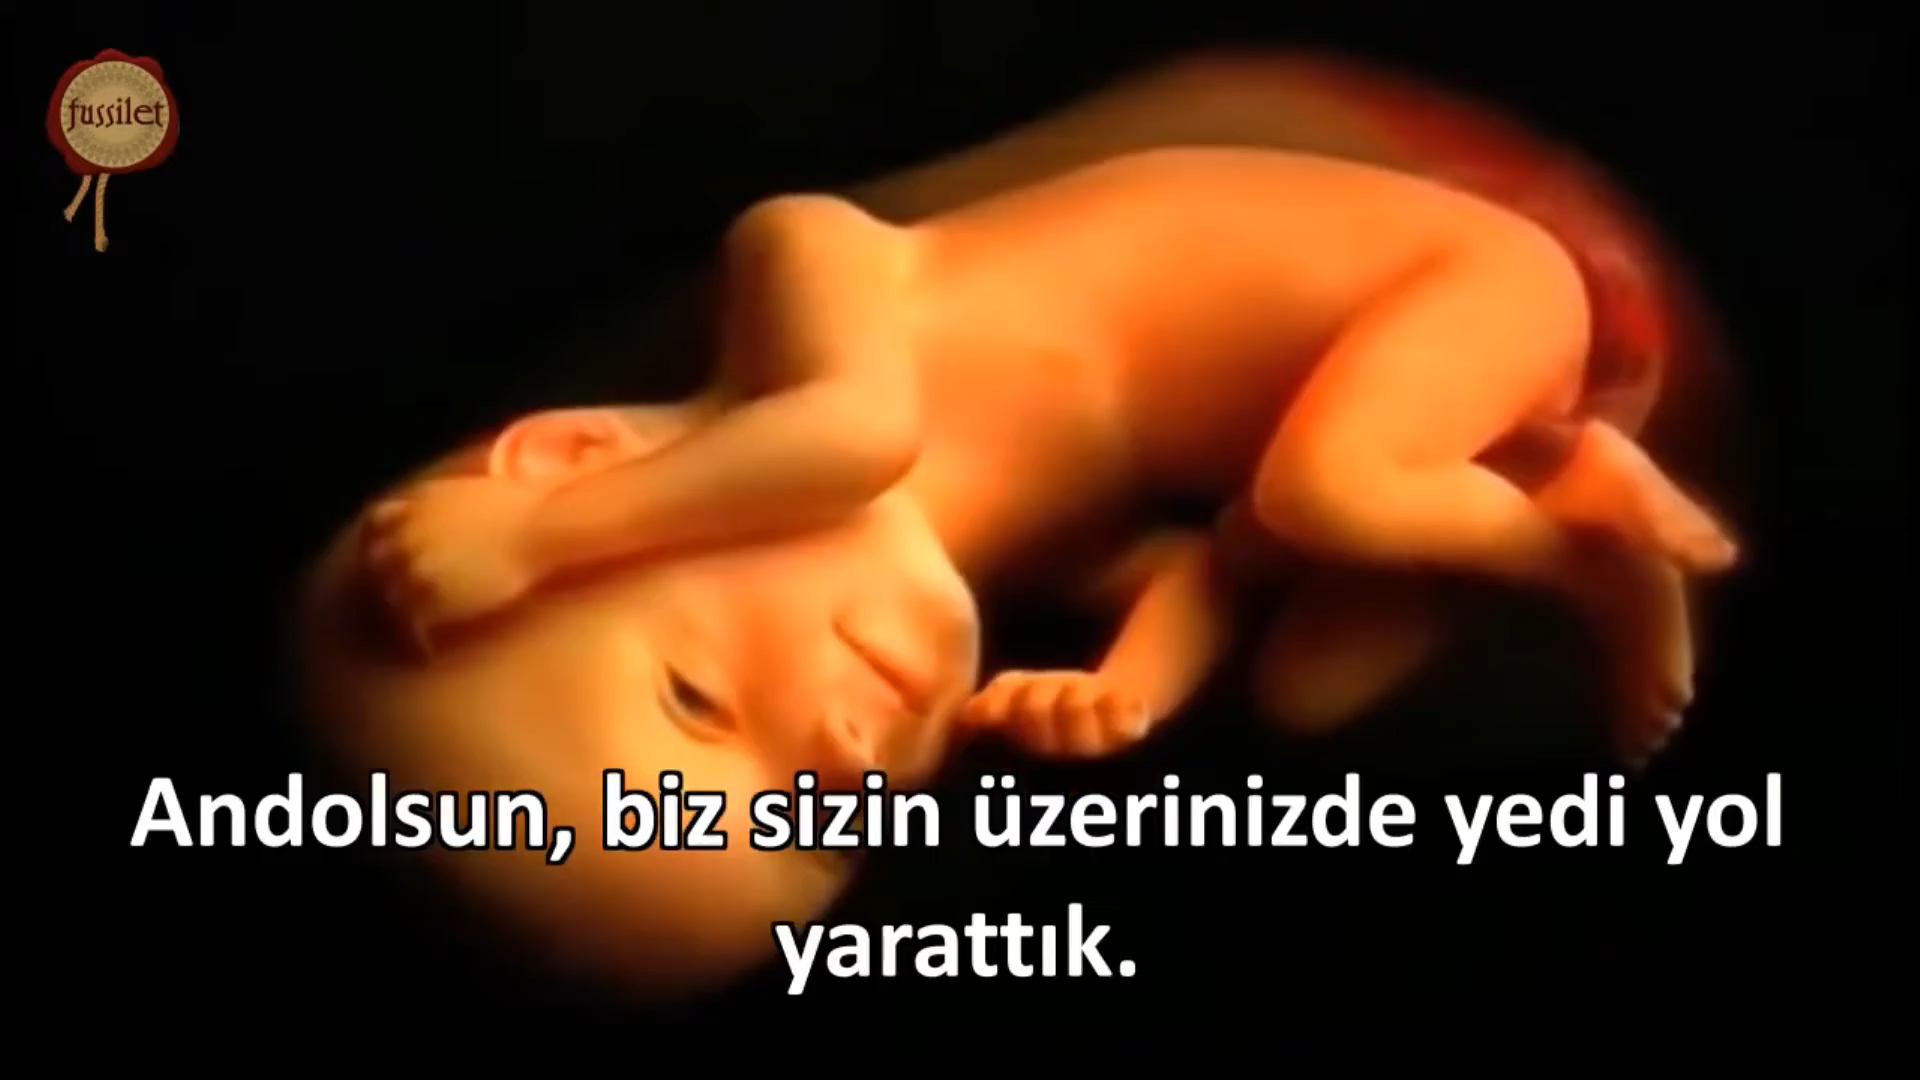 fussilet
Andolsun, biz sizin üzerinizde yedi yol
yarattık.